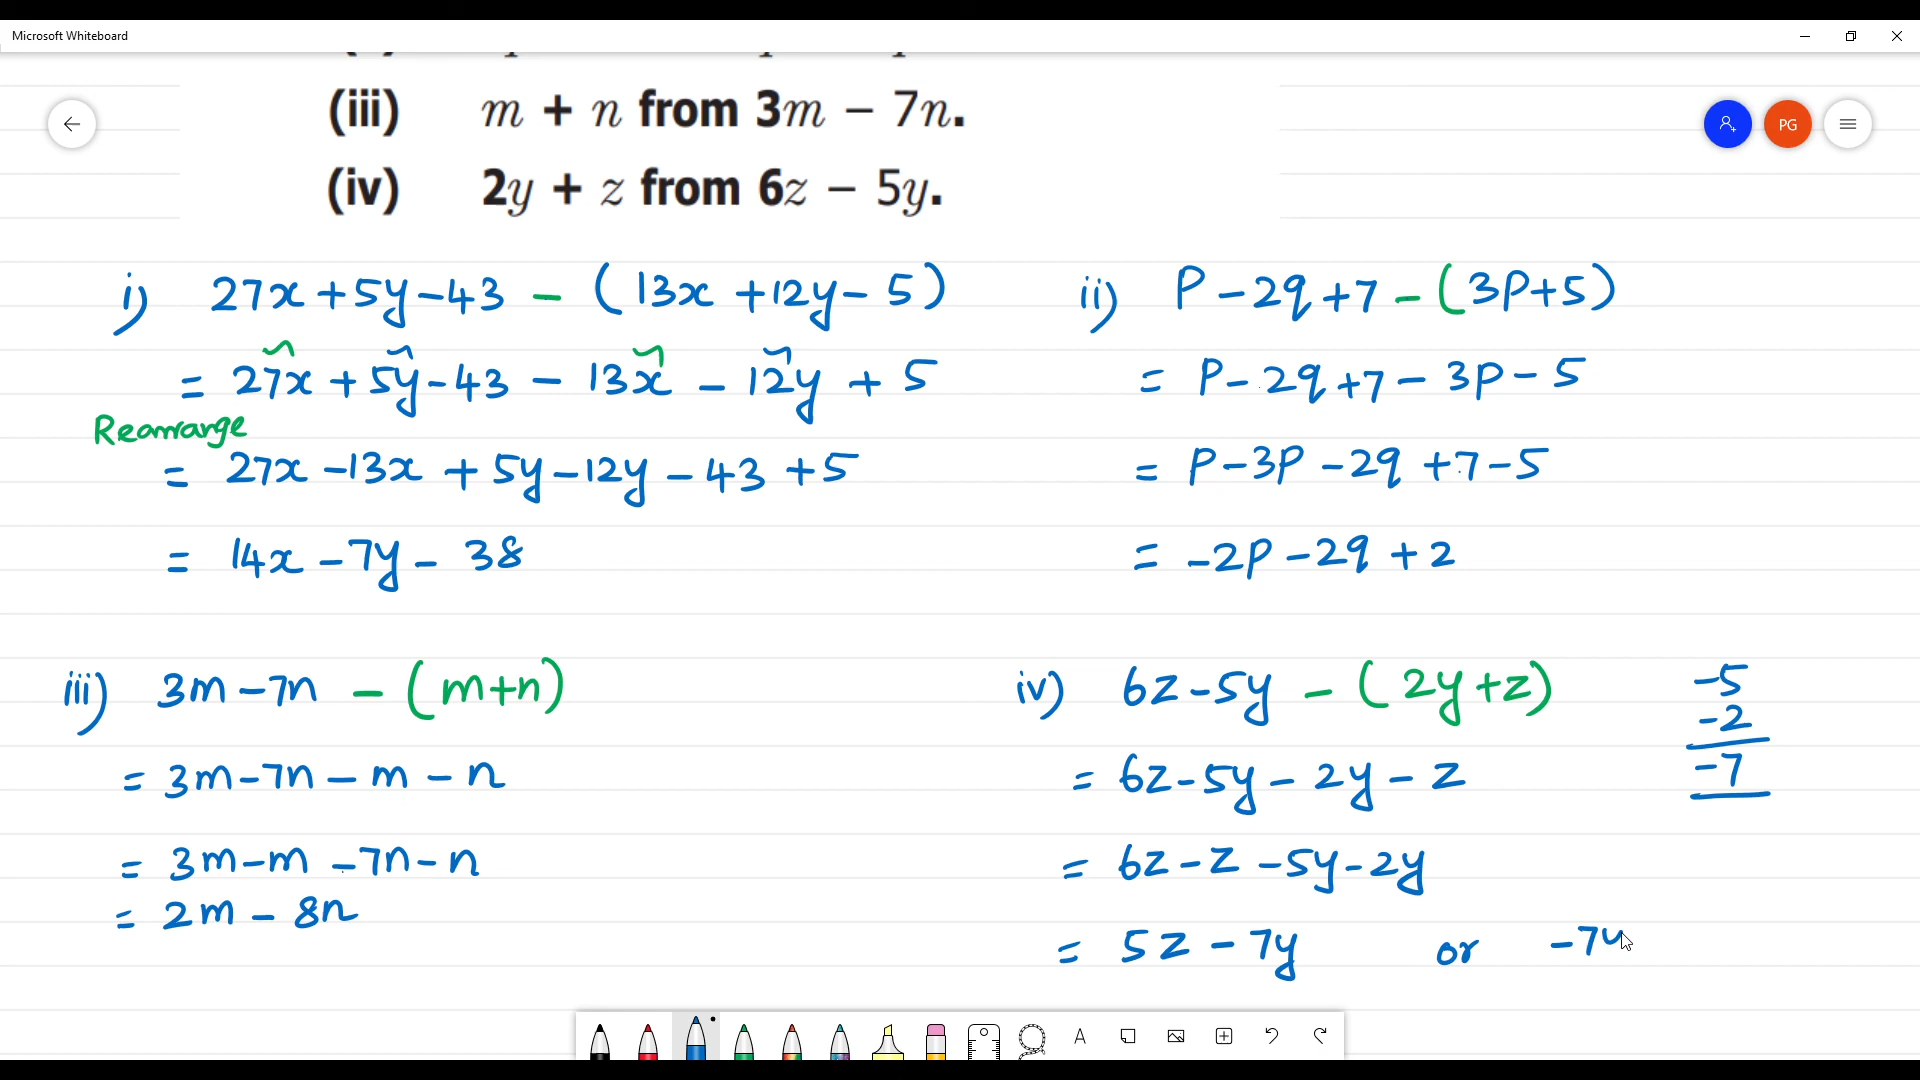 Microsoft Whiteboard
(iii) m + n from 3m − 7n.
PG
(iv) 2y + z from 6z − 5y.
i) 27x + 5y − 43 − (13x + 12y − 5)
= 27x + 5y − 43 − 13x − 12y + 5
Rearrange
= 27x − 13x + 5y − 12y − 43 + 5
= 14x − 7y − 38
ii) P − 2q + 7 − (3P + 5)
= P − 2q + 7 − 3P − 5
= P − 3P − 2q + 7 − 5
= −2P − 2q + 2
iii) 3m − 7n − (m + n)
= 3m − 7n − m − n
= 3m − m − 7n − n
= 2m − 8n
iv) 6z − 5y − (2y + z)
= 6z − 5y − 2y − z
= 6z − z − 5y − 2y
= 5z − 7y or −7y
−5
−2
−7
A